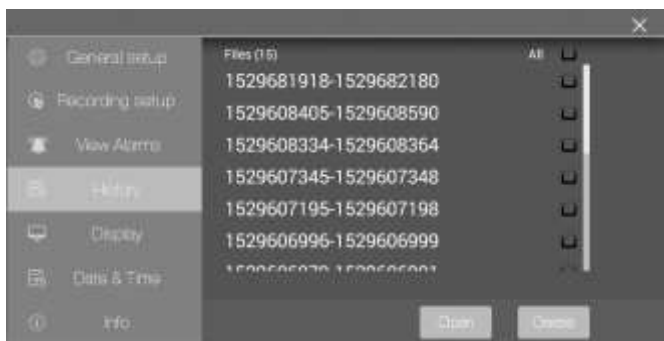 General setup
Recording setup
View Alarms
History
Display
Date & Time
Info
Files (15)
All
1529681918-1529682180
1529608405-1529608590
1529608334-1529608364
1529607345-1529607348
1529607195-1529607198
1529606996-1529606999
Open
Delete